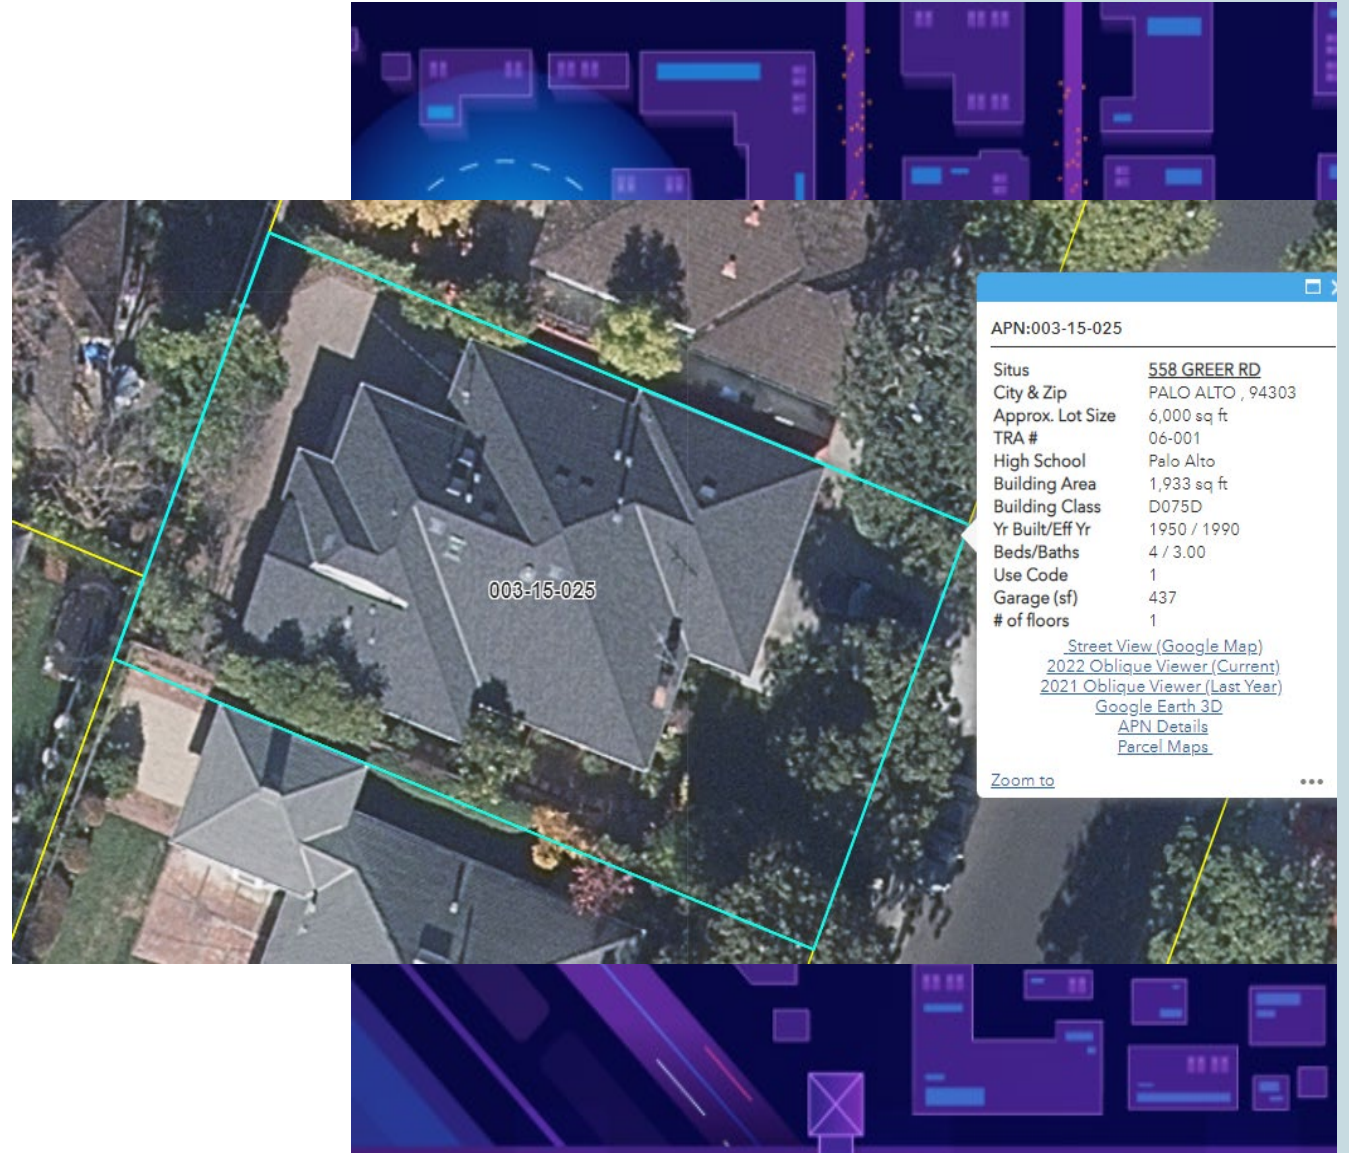 APN:003-15-025
Situs 558 GREER RD
City & Zip PALO ALTO , 94303
Approx. Lot Size 6,000 sq ft
TRA # 06-001
High School Palo Alto
Building Area 1,933 sq ft
Building Class D075D
Yr Built/Eff Yr 1950 / 1990
Beds/Baths 4 / 3.00
Use Code 1
Garage (sf) 437
# of floors 1
Street View (Google Map)
2022 Oblique Viewer (Current)
2021 Oblique Viewer (Last Year)
Google Earth 3D
APN Details
Parcel Maps
Zoom to
003-15-025